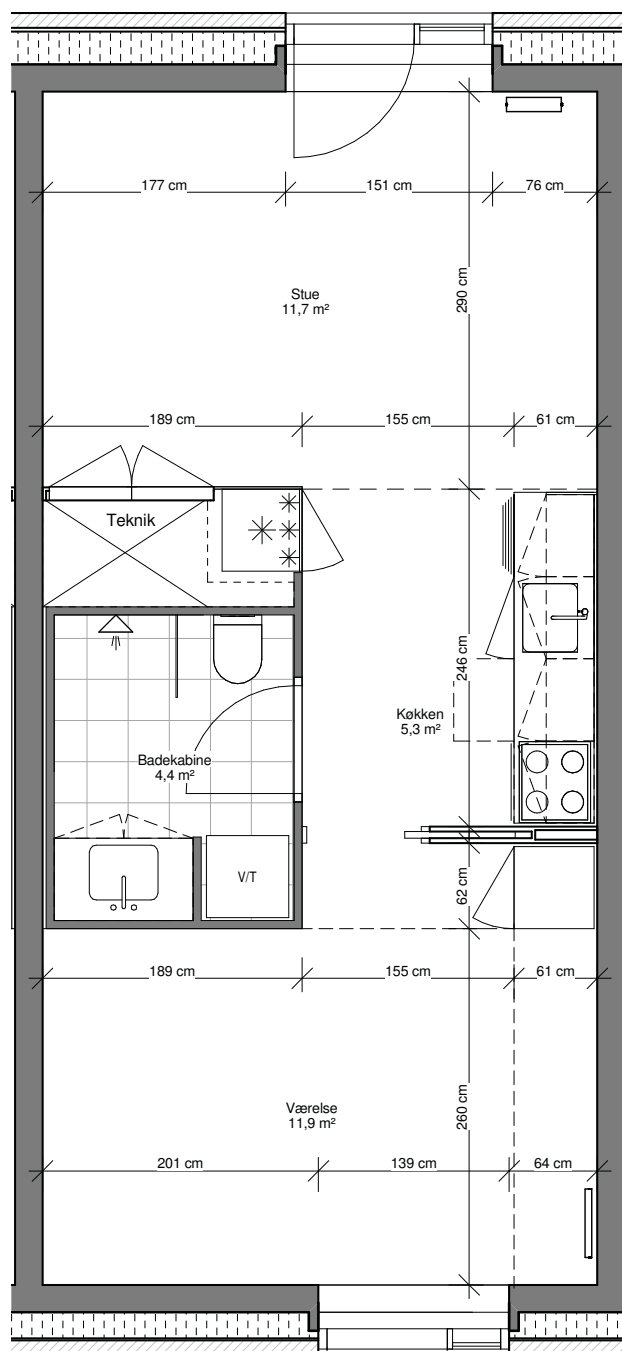 177 cm
151 cm
76 cm
290 cm
Stue
11,7 m²
189 cm
155 cm
61 cm
Teknik
246 cm
Køkken
5,3 m²
Badekabine
4,4 m²
V/T
62 cm
189 cm
155 cm
61 cm
260 cm
Værelse
11,9 m²
201 cm
139 cm
64 cm